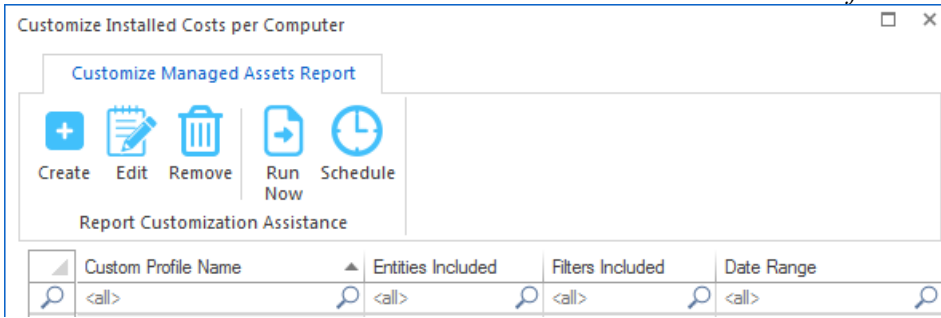 Customize Installed Costs per Computer
Customize Managed Assets Report
Create Edit Remove Run Now Schedule
Report Customization Assistance
Custom Profile Name Entities Included Filters Included Date Range
<all> <all> <all> <all>